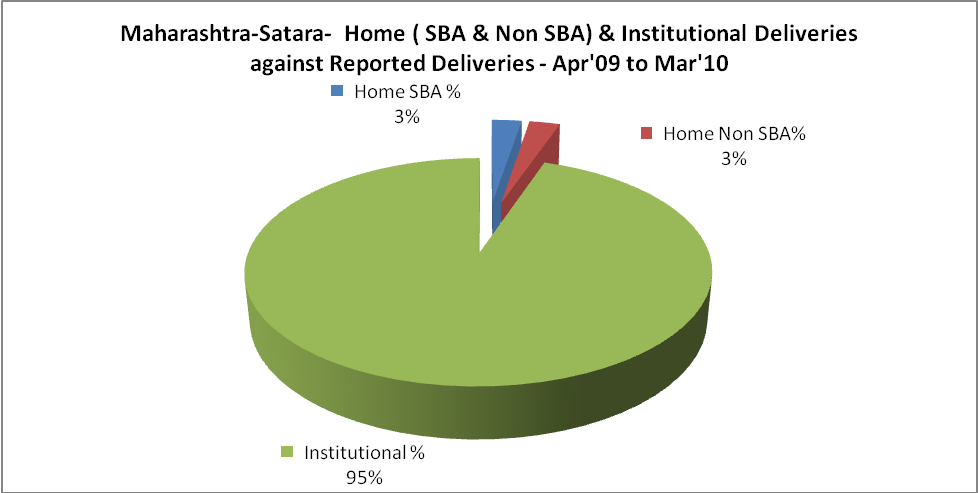 Maharashtra-Satara- Home ( SBA & Non SBA) & Institutional Deliveries
against Reported Deliveries - Apr'09 to Mar'10
Home SBA %
3%
Home Non SBA%
3%
Institutional %
95%